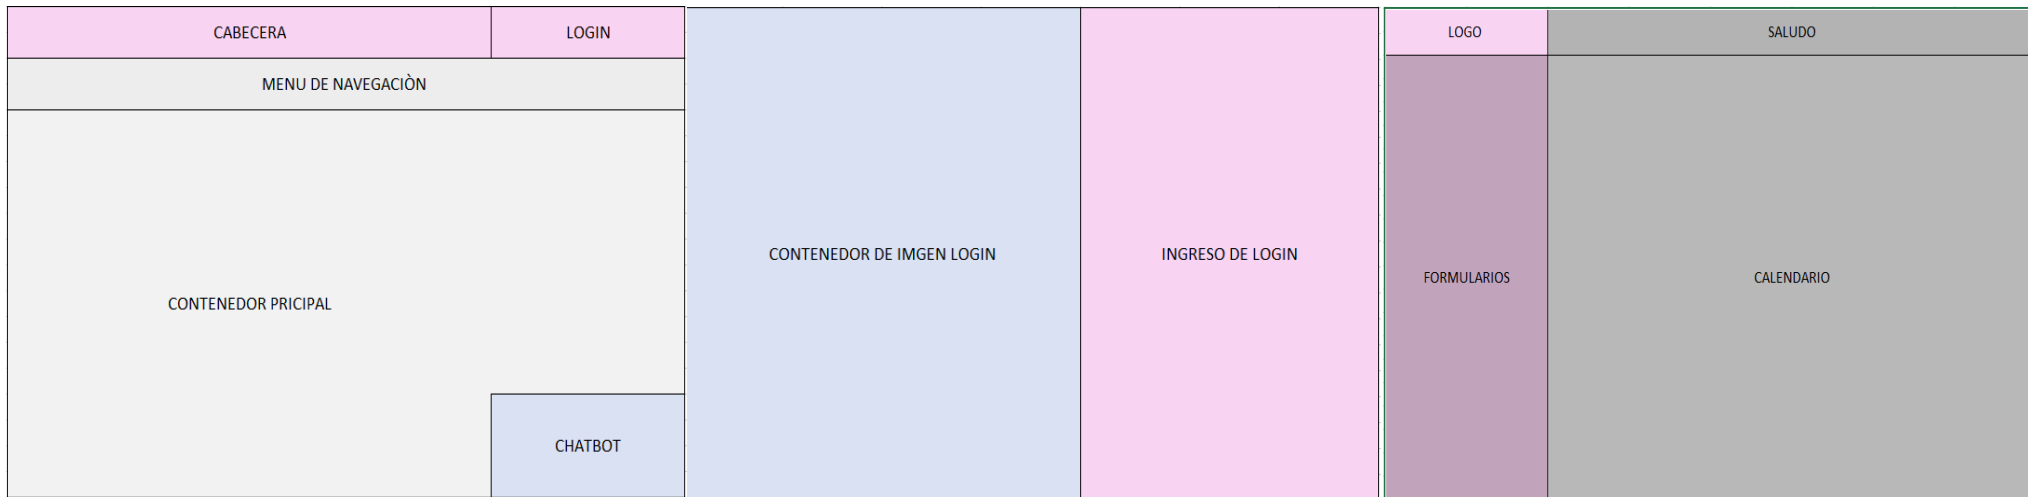 CABECERA
LOGIN
MENU DE NAVEGACIÒN
CONTENEDOR PRICIPAL
CHATBOT
CONTENEDOR DE IMGEN LOGIN
INGRESO DE LOGIN
LOGO
SALUDO
FORMULARIOS
CALENDARIO